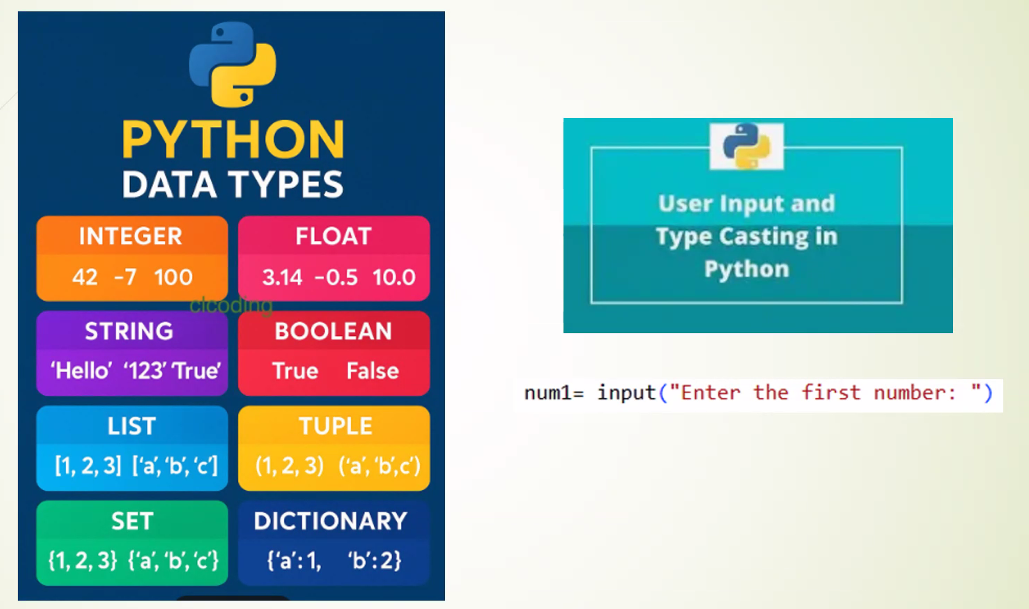 PYTHON
DATA TYPES
INTEGER
42 -7 100
FLOAT
3.14 -0.5 10.0
clcoding
STRING
‘Hello’ ‘123’ ‘True’
BOOLEAN
True False
LIST
[1, 2, 3] [‘a’, ‘b’, ‘c’]
TUPLE
(1, 2, 3) (‘a’, ‘b’,c’)
SET
{1, 2, 3} {‘a’, ‘b’, ‘c’}
DICTIONARY
{‘a’: 1, ‘b’: 2}
User Input and
Type Casting in
Python
num1= input("Enter the first number: ")